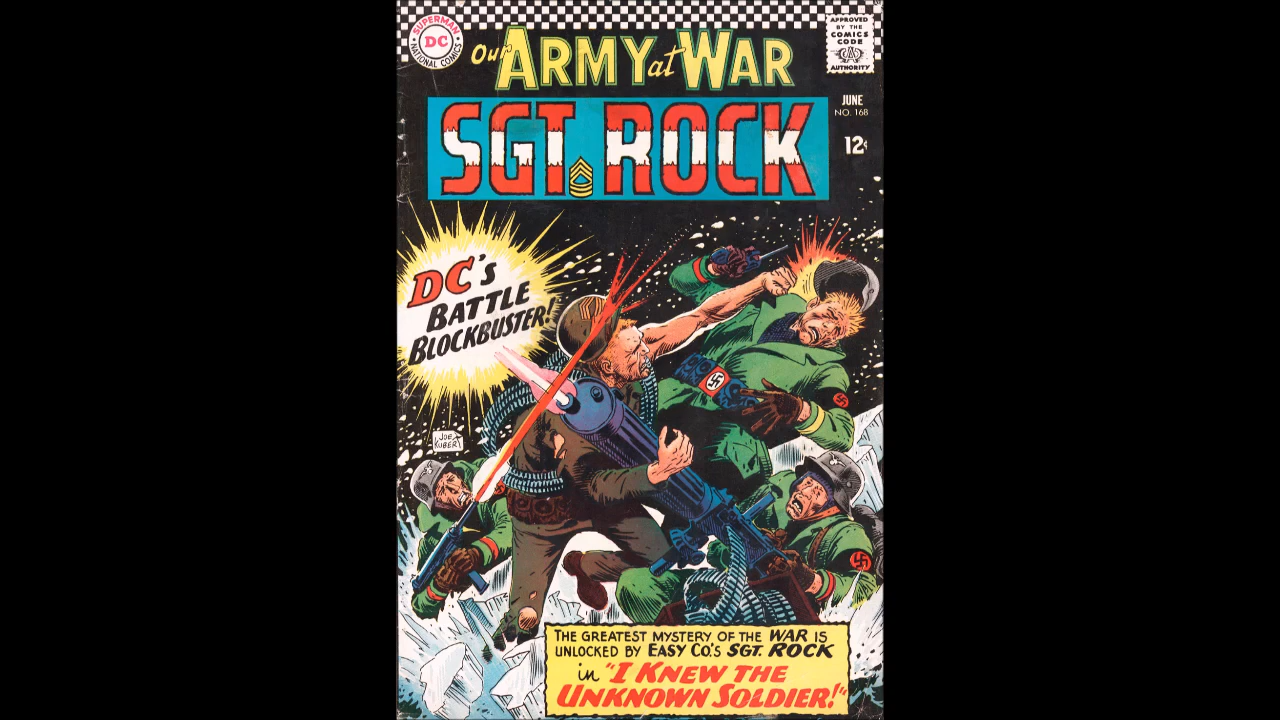 SUPERMAN
DC
NATIONAL COMICS
Our ARMY at WAR
APPROVED
BY THE
COMICS
CODE
CA
AUTHORITY
SGT. ROCK
JUNE
NO. 168
12¢
DC's
BATTLE
BLOCKBUSTER!
JOE
KUBERT
THE GREATEST MYSTERY OF THE WAR IS
UNLOCKED BY EASY CO.'S SGT. ROCK
in "I KNEW THE
UNKNOWN SOLDIER!"